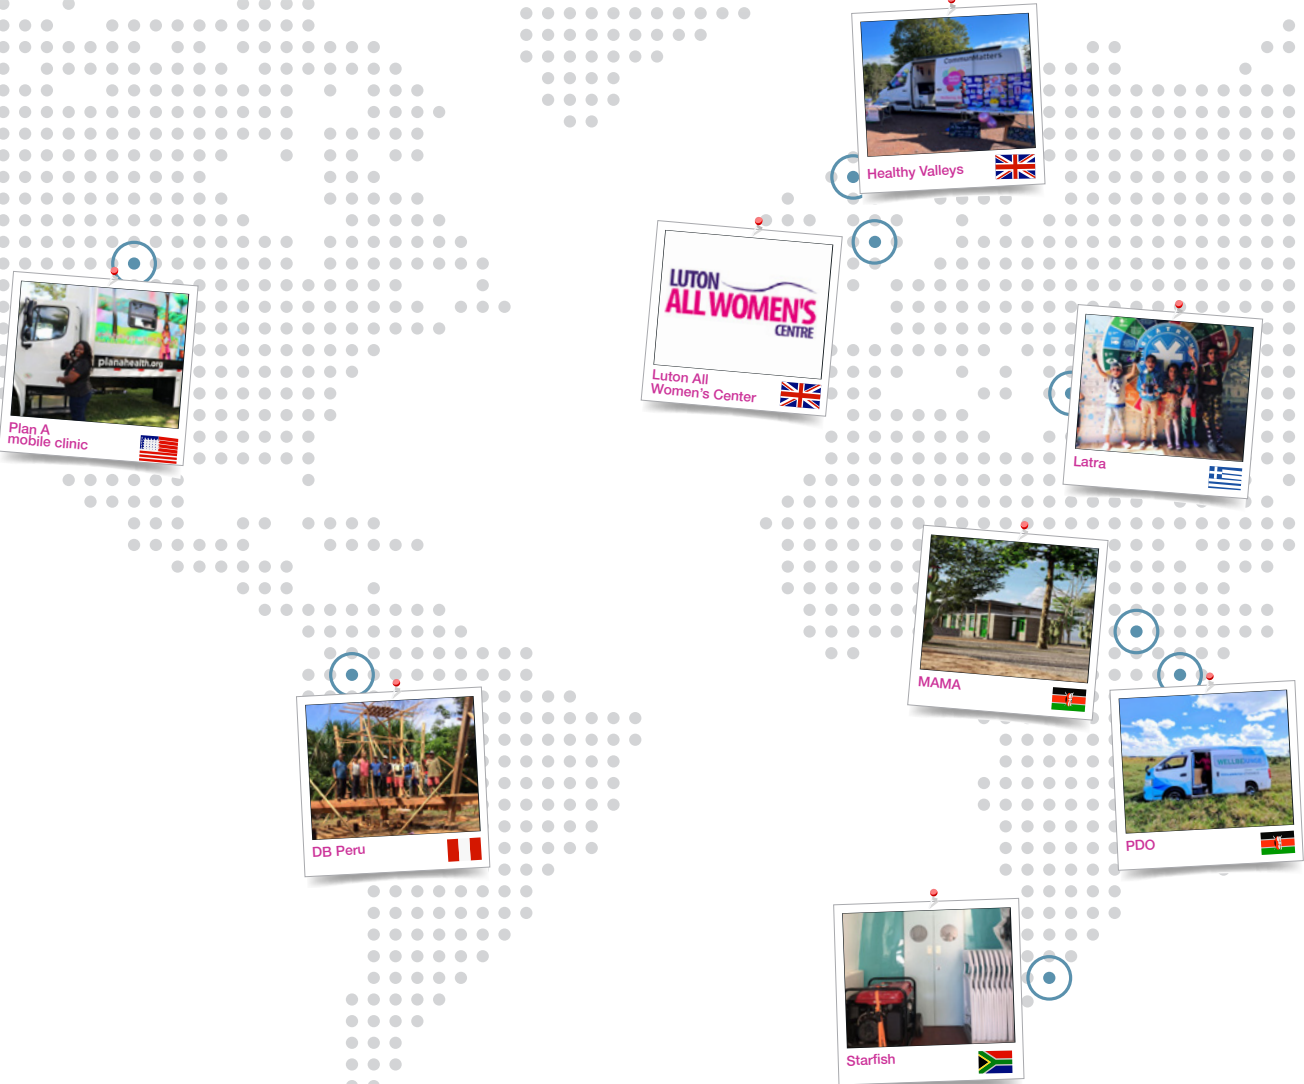 CommuniMatters
Healthy Valleys
LUTON
ALL WOMEN'S
CENTRE
Luton All
Women's Center
planahealth.org
Plan A
mobile clinic
Latra
MAMA
DB Peru
PDO
Starfish